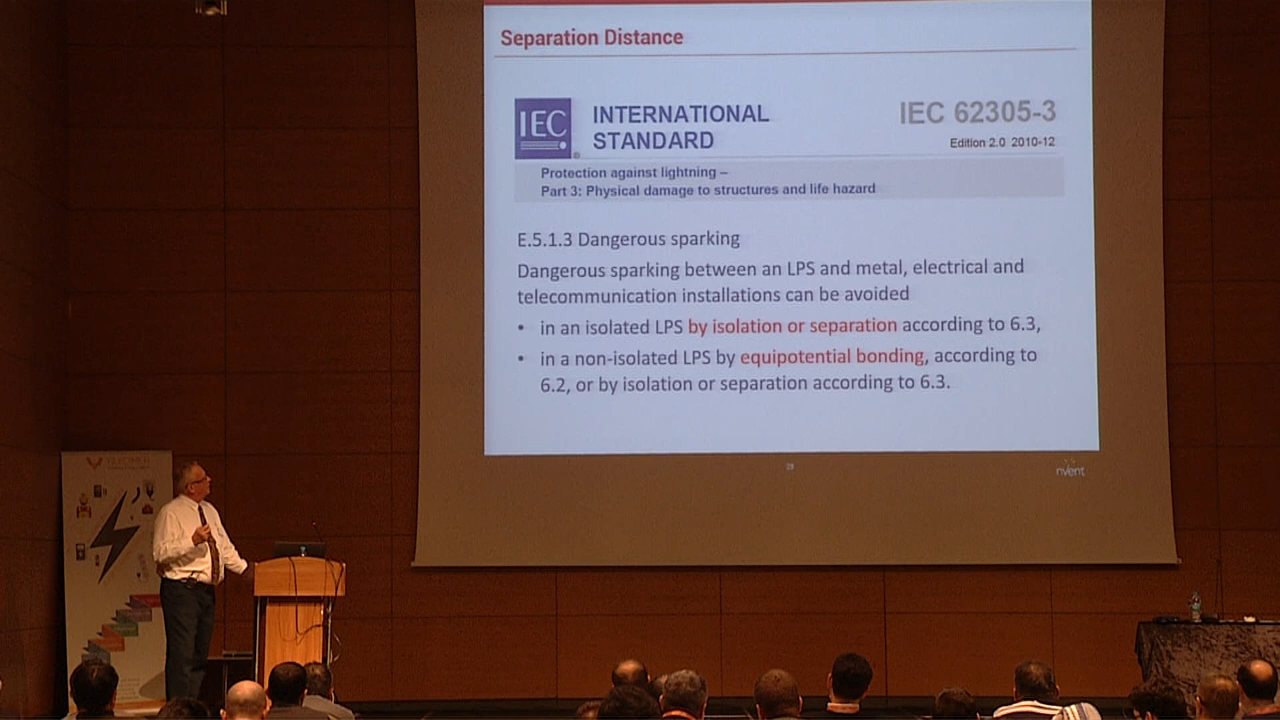 Separation Distance
IEC
INTERNATIONAL
STANDARD
IEC 62305-3
Edition 2.0 2010-12
Protection against lightning –
Part 3: Physical damage to structures and life hazard
E.5.1.3 Dangerous sparking
Dangerous sparking between an LPS and metal, electrical and
telecommunication installations can be avoided
• in an isolated LPS by isolation or separation according to 6.3,
• in a non-isolated LPS by equipotential bonding, according to
6.2, or by isolation or separation according to 6.3.
nvent